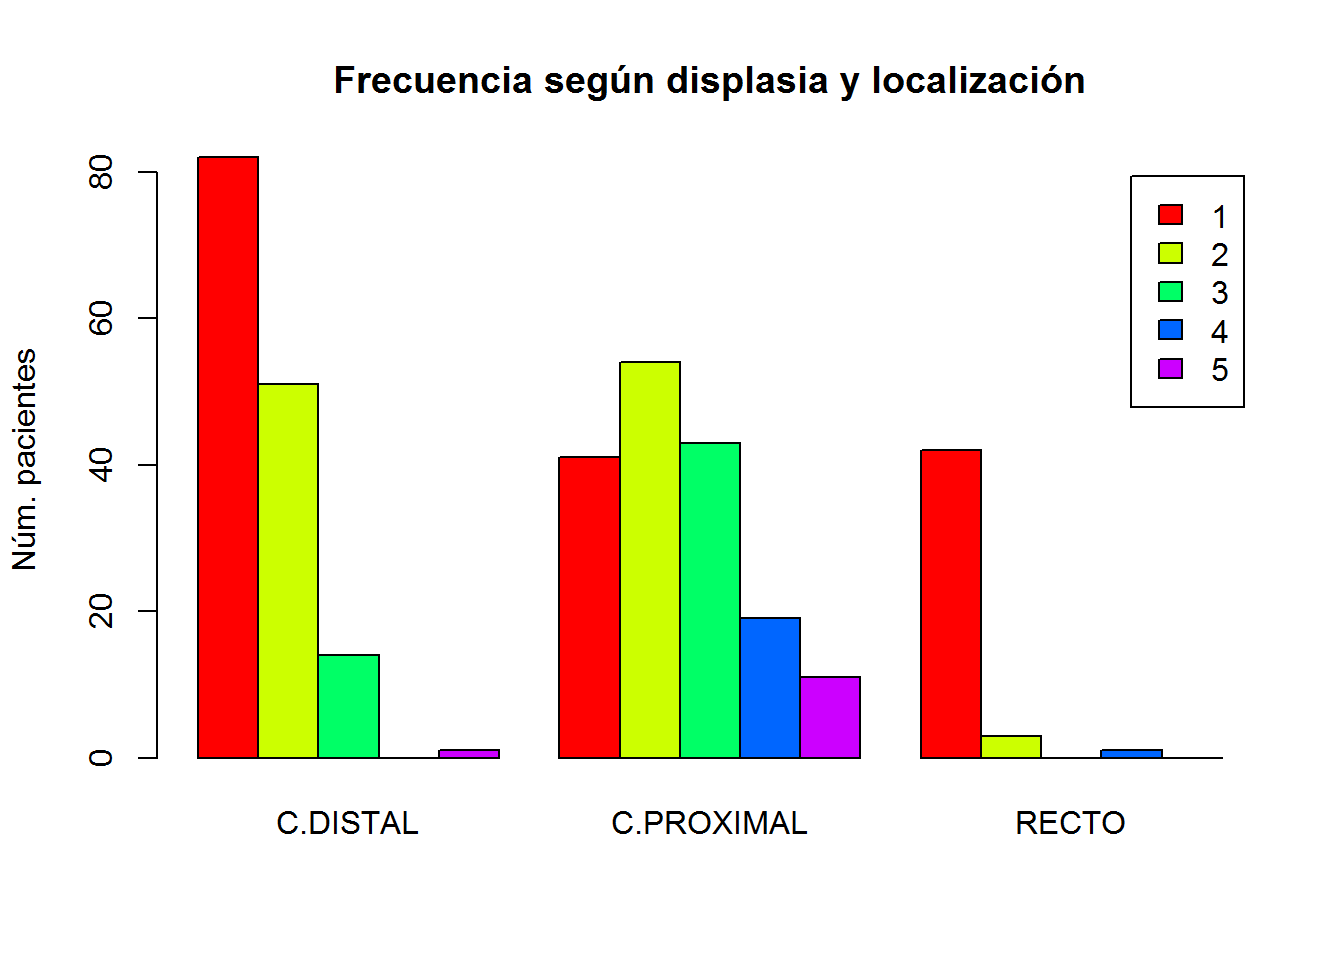 Frecuencia según displasia y localización
Núm. pacientes
80
60
40
20
0
1
2
3
4
5
C.DISTAL
C.PROXIMAL
RECTO